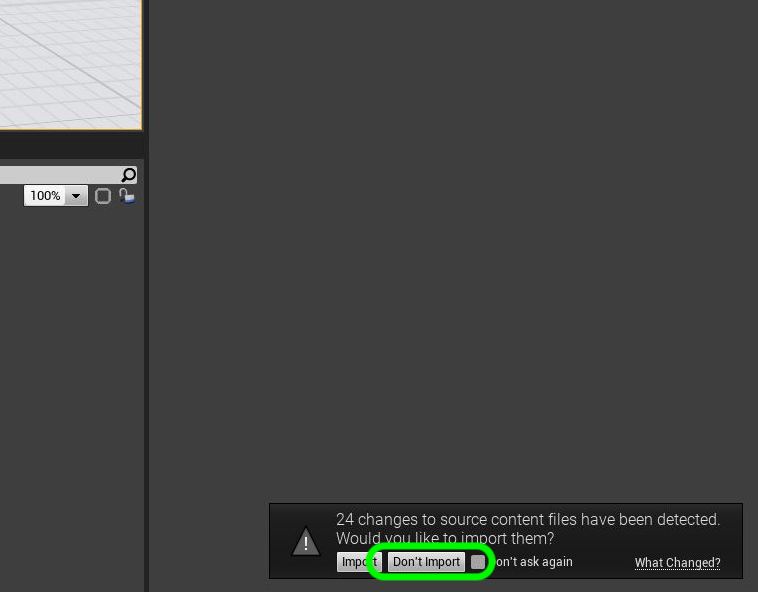 100%
24 changes to source content files have been detected.
Would you like to import them?
Import Don't Import Don't ask again What Changed?